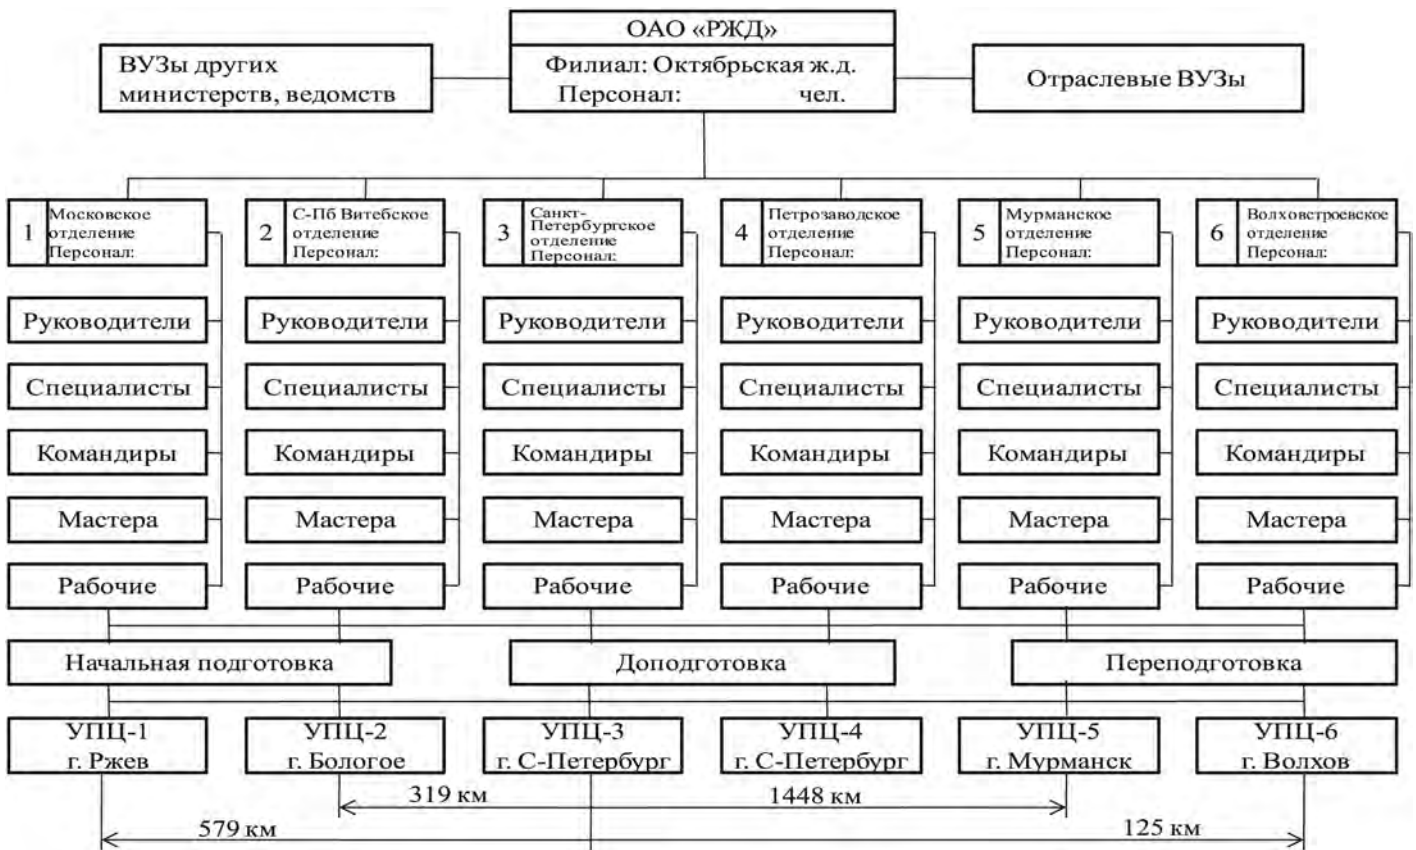 ОАО «РЖД»
ВУЗы других
министерств, ведомств
Филиал: Октябрьская ж.д.
Персонал: чел.
Отраслевые ВУЗы
1
Московское
отделение
Персонал:
2
С-Пб Витебское
отделение
Персонал:
3
Санкт-
Петербургское
отделение
Персонал:
4
Петрозаводское
отделение
Персонал:
5
Мурманское
отделение
Персонал:
6
Волховстроевское
отделение
Персонал:
Руководители
Руководители
Руководители
Руководители
Руководители
Руководители
Специалисты
Специалисты
Специалисты
Специалисты
Специалисты
Специалисты
Командиры
Командиры
Командиры
Командиры
Командиры
Командиры
Мастера
Мастера
Мастера
Мастера
Мастера
Мастера
Рабочие
Рабочие
Рабочие
Рабочие
Рабочие
Рабочие
Начальная подготовка
Доподготовка
Переподготовка
УПЦ-1
г. Ржев
УПЦ-2
г. Бологое
УПЦ-3
г. С-Петербург
УПЦ-4
г. С-Петербург
УПЦ-5
г. Мурманск
УПЦ-6
г. Волхов
319 км
1448 км
579 км
125 км